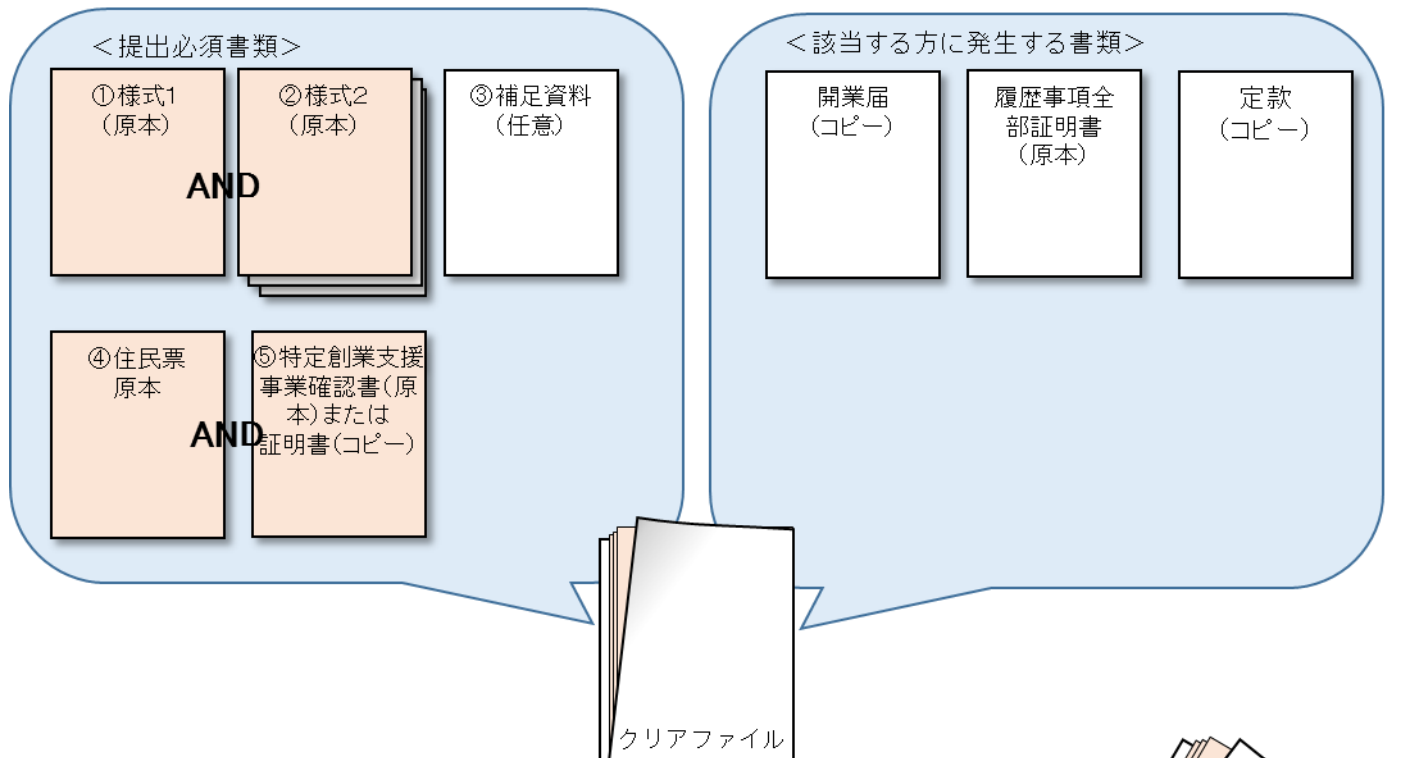 ＜提出必須書類＞
①様式1
（原本）
AND
②様式2
（原本）
③補足資料
（任意）
④住民票
原本
AND
⑤特定創業支援
事業確認書(原
本)または
証明書(コピー)
＜該当する方に発生する書類＞
開業届
(コピー)
履歴事項全
部証明書
（原本）
定款
(コピー)
クリアファイル